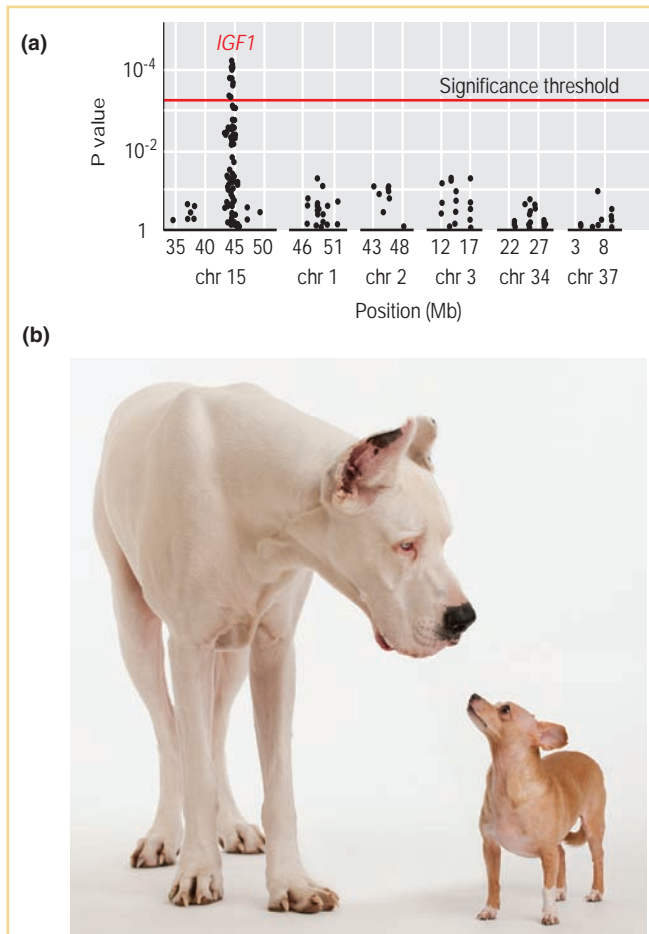 (a)
IGF1
10-4
Significance threshold
P value
10-2
1
35 40 45 50 46 51 43 48 12 17 22 27 3 8
chr 15 chr 1 chr 2 chr 3 chr 34 chr 37
Position (Mb)
(b)